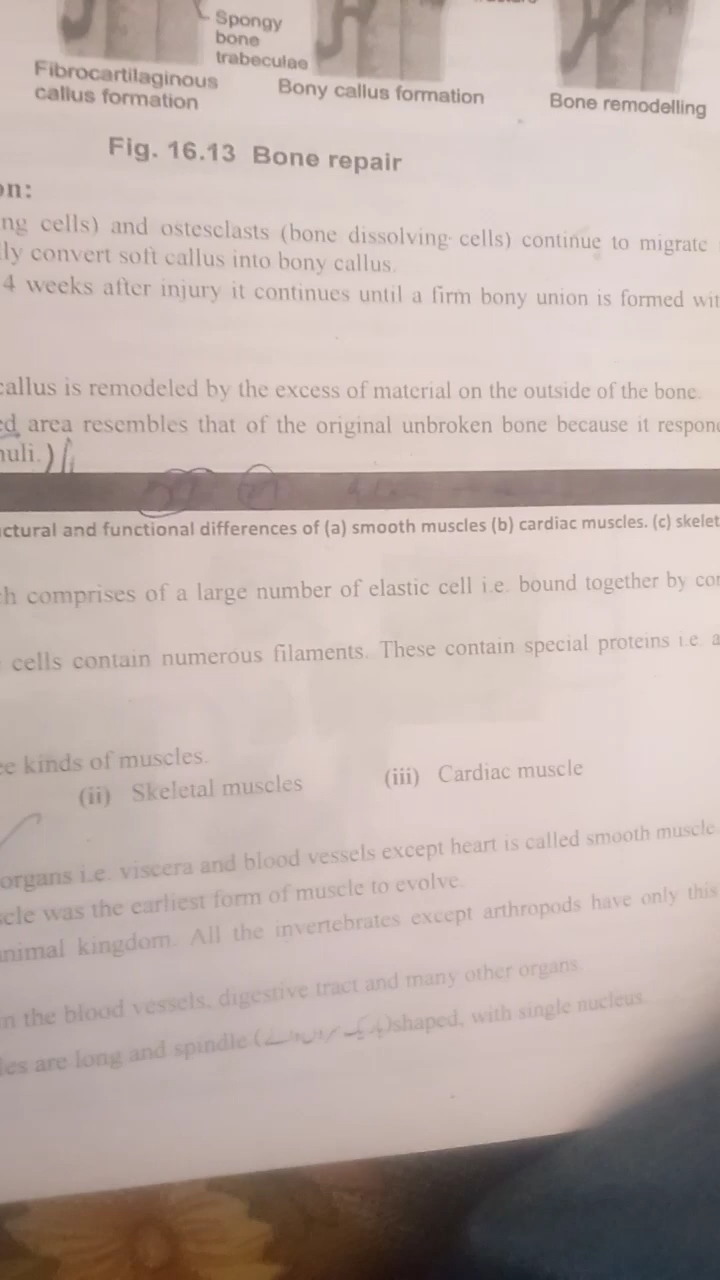 Spongy
bone
trabeculae
Fibrocartilaginous
callus formation
Bony callus formation
Bone remodelling
Fig. 16.13 Bone repair
on:
ng cells) and ostesclasts (bone dissolving cells) continue to migrate
lly convert soft callus into bony callus.
4 weeks after injury it continues until a firm bony union is formed wit
callus is remodeled by the excess of material on the outside of the bone.
ed area resembles that of the original unbroken bone because it respon
nuli.)
ctural and functional differences of (a) smooth muscles (b) cardiac muscles. (c) skelet
h comprises of a large number of elastic cell i.e. bound together by con
cells contain numerous filaments. These contain special proteins i.e. a
ee kinds of muscles.
(ii) Skeletal muscles (iii) Cardiac muscle
organs i.e. viscera and blood vessels except heart is called smooth muscle.
cle was the earliest form of muscle to evolve.
nimal kingdom. All the invertebrates except arthropods have only this
n the blood vessels, digestive tract and many other organs.
les are long and spindle shaped, with single nucleus.